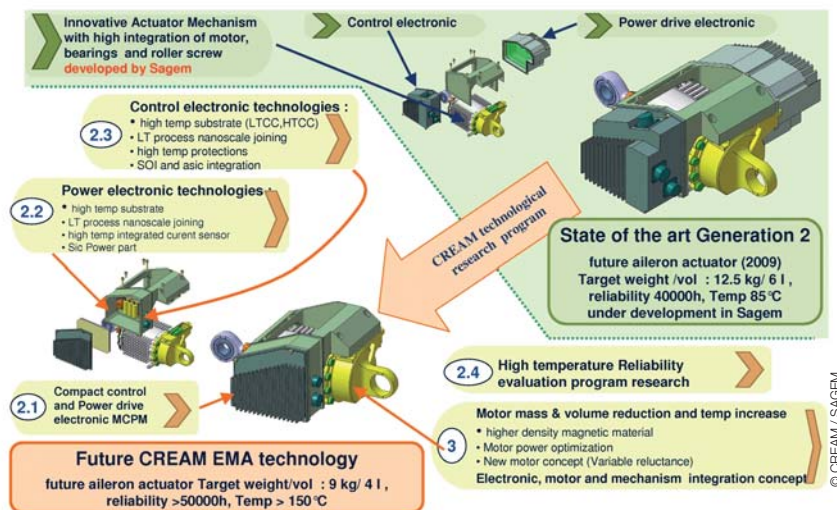 Innovative Actuator Mechanism
with high integration of motor,
bearings and roller screw
developed by Sagem
Control electronic
Power drive electronic
2.3
Control electronic technologies :
• high temp substrate (LTCC,HTCC)
• LT process nanoscale joining
• high temp protections
• SOI and asic integration
2.2
Power electronic technologies :
• high temp substrate
• LT process nanoscale joining
• high temp integrated curent sensor
• Sic Power part
CREAM technological
research program
State of the art Generation 2
future aileron actuator (2009)
Target weight /vol : 12.5 kg/ 6 l ,
reliability 40000h, Temp 85°C
under development in Sagem
2.1
Compact control
and Power drive
electronic MCPM
2.4
High temperature Reliability
evaluation program research
3
Motor mass & volume reduction and temp increase
• higher density magnetic material
• Motor power optimization
• New motor concept (Variable reluctance)
Electronic, motor and mechanism integration concept
Future CREAM EMA technology
future aileron actuator Target weight/vol : 9 kg/ 4 l ,
reliability >50000h, Temp > 150°C
© CREAM / SAGEM